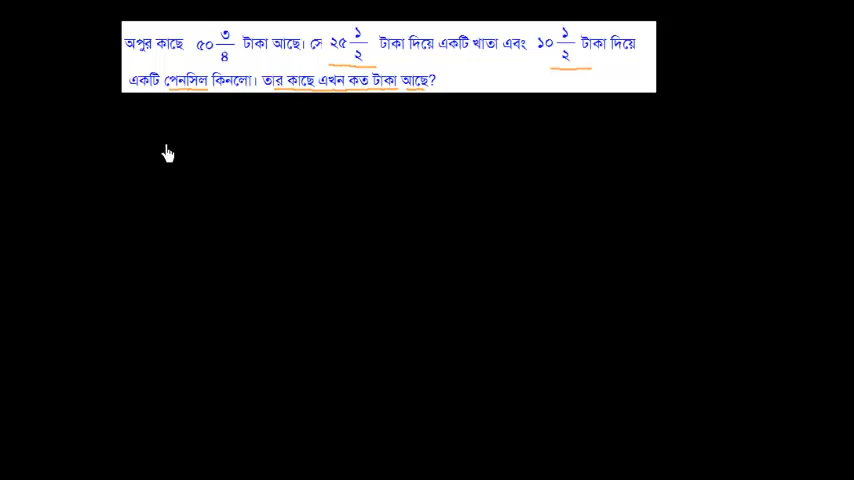 অপুর কাছে ৫০ ৩/৪ টাকা আছে। সে ২৫ ১/২ টাকা দিয়ে একটি খাতা এবং ১০ ১/২ টাকা দিয়ে
একটি পেনসিল কিনলো। তার কাছে এখন কত টাকা আছে?